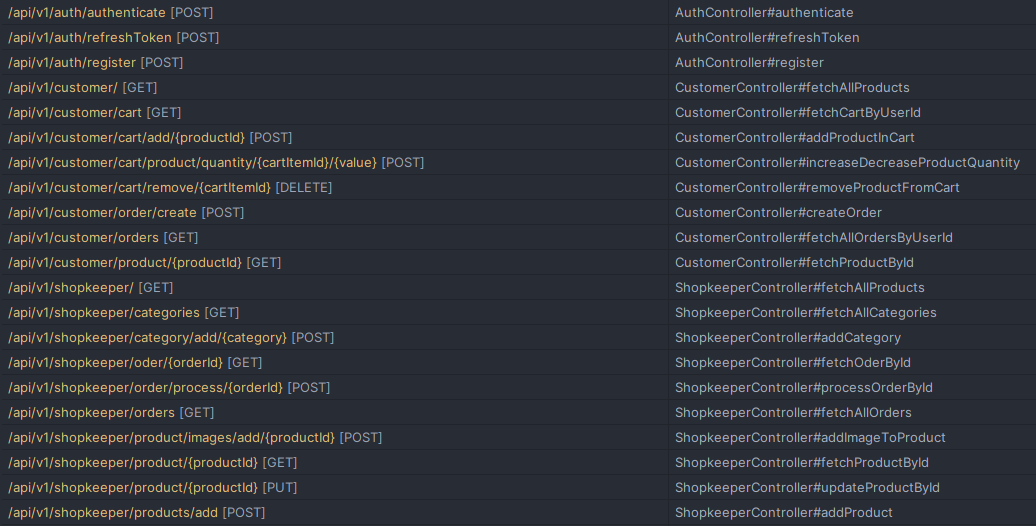 /api/v1/auth/authenticate [POST] AuthController#authenticate
/api/v1/auth/refreshToken [POST] AuthController#refreshToken
/api/v1/auth/register [POST] AuthController#register
/api/v1/customer/ [GET] CustomerController#fetchAllProducts
/api/v1/customer/cart [GET] CustomerController#fetchCartByUserId
/api/v1/customer/cart/add/{productId} [POST] CustomerController#addProductInCart
/api/v1/customer/cart/product/quantity/{cartItemId}/{value} [POST] CustomerController#increaseDecreaseProductQuantity
/api/v1/customer/cart/remove/{cartItemId} [DELETE] CustomerController#removeProductFromCart
/api/v1/customer/order/create [POST] CustomerController#createOrder
/api/v1/customer/orders [GET] CustomerController#fetchAllOrdersByUserId
/api/v1/customer/product/{productId} [GET] CustomerController#fetchProductById
/api/v1/shopkeeper/ [GET] ShopkeeperController#fetchAllProducts
/api/v1/shopkeeper/categories [GET] ShopkeeperController#fetchAllCategories
/api/v1/shopkeeper/category/add/{category} [POST] ShopkeeperController#addCategory
/api/v1/shopkeeper/oder/{orderId} [GET] ShopkeeperController#fetchOderById
/api/v1/shopkeeper/order/process/{orderId} [POST] ShopkeeperController#processOrderById
/api/v1/shopkeeper/orders [GET] ShopkeeperController#fetchAllOrders
/api/v1/shopkeeper/product/images/add/{productId} [POST] ShopkeeperController#addImageToProduct
/api/v1/shopkeeper/product/{productId} [GET] ShopkeeperController#fetchProductById
/api/v1/shopkeeper/product/{productId} [PUT] ShopkeeperController#updateProductById
/api/v1/shopkeeper/products/add [POST] ShopkeeperController#addProduct